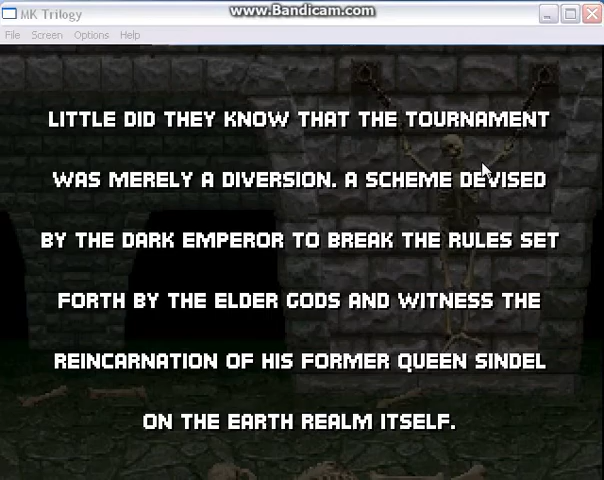 www.Bandicam.com
MK Trilogy
File Screen Options Help
LITTLE DID THEY KNOW THAT THE TOURNAMENT
WAS MERELY A DIVERSION. A SCHEME DEVISED
BY THE DARK EMPEROR TO BREAK THE RULES SET
FORTH BY THE ELDER GODS AND WITNESS THE
REINCARNATION OF HIS FORMER QUEEN SINDEL
ON THE EARTH REALM ITSELF.